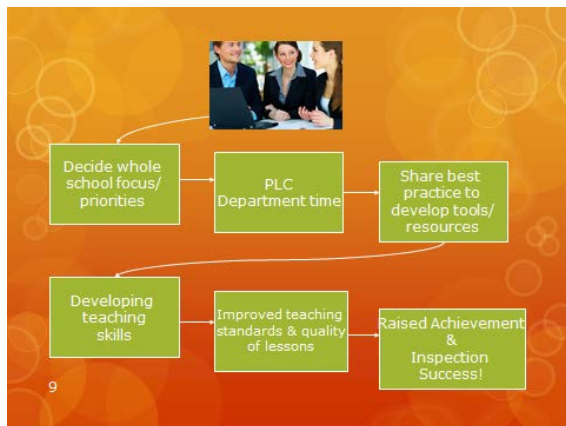 Decide whole
school focus/
priorities
PLC
Department time
Share best
practice to
develop tools/
resources
Developing
teaching
skills
Improved teaching
standards & quality
of lessons
Raised Achievement
&
Inspection
Success!
9